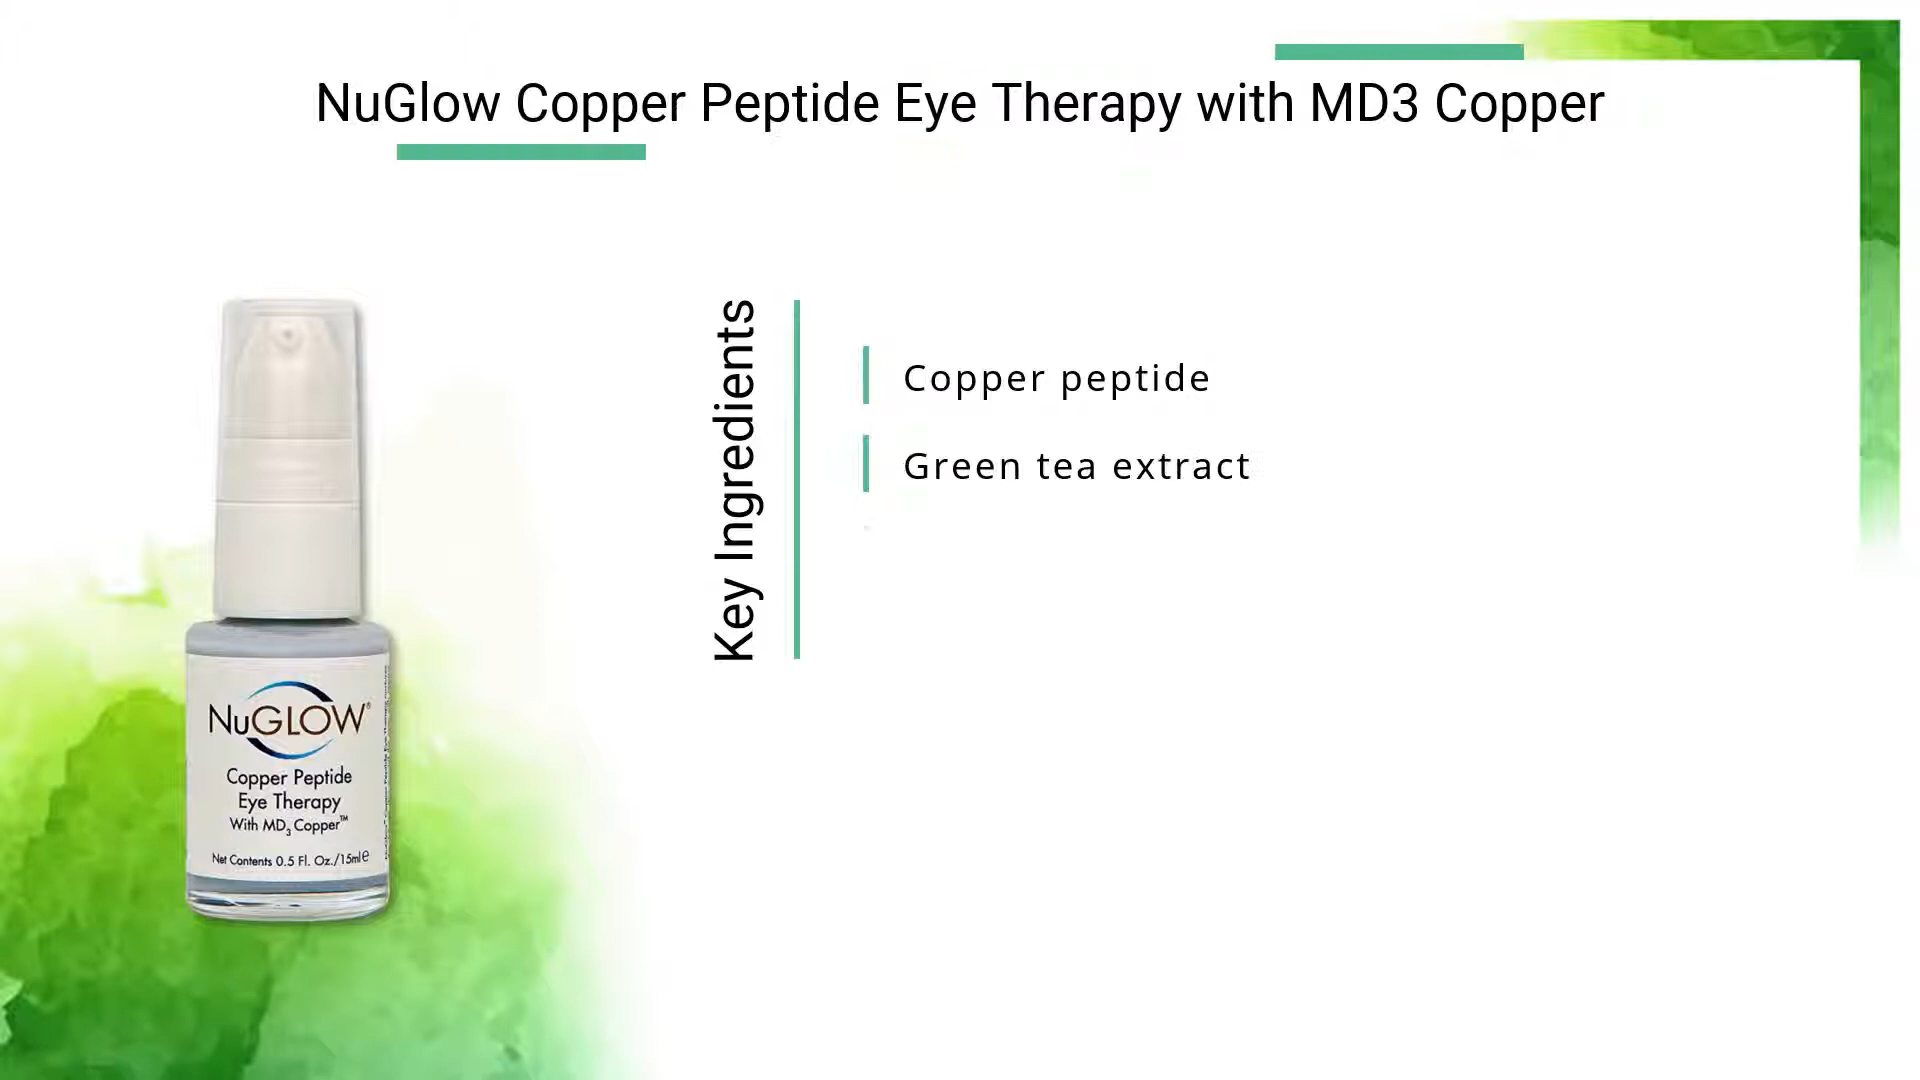 NuGlow Copper Peptide Eye Therapy with MD3 Copper
Key Ingredients
Copper peptide
Green tea extract
NuGLOW®
Copper Peptide
Eye Therapy
With MD3 Copper™
Net Contents 0.5 Fl. Oz./15ml e